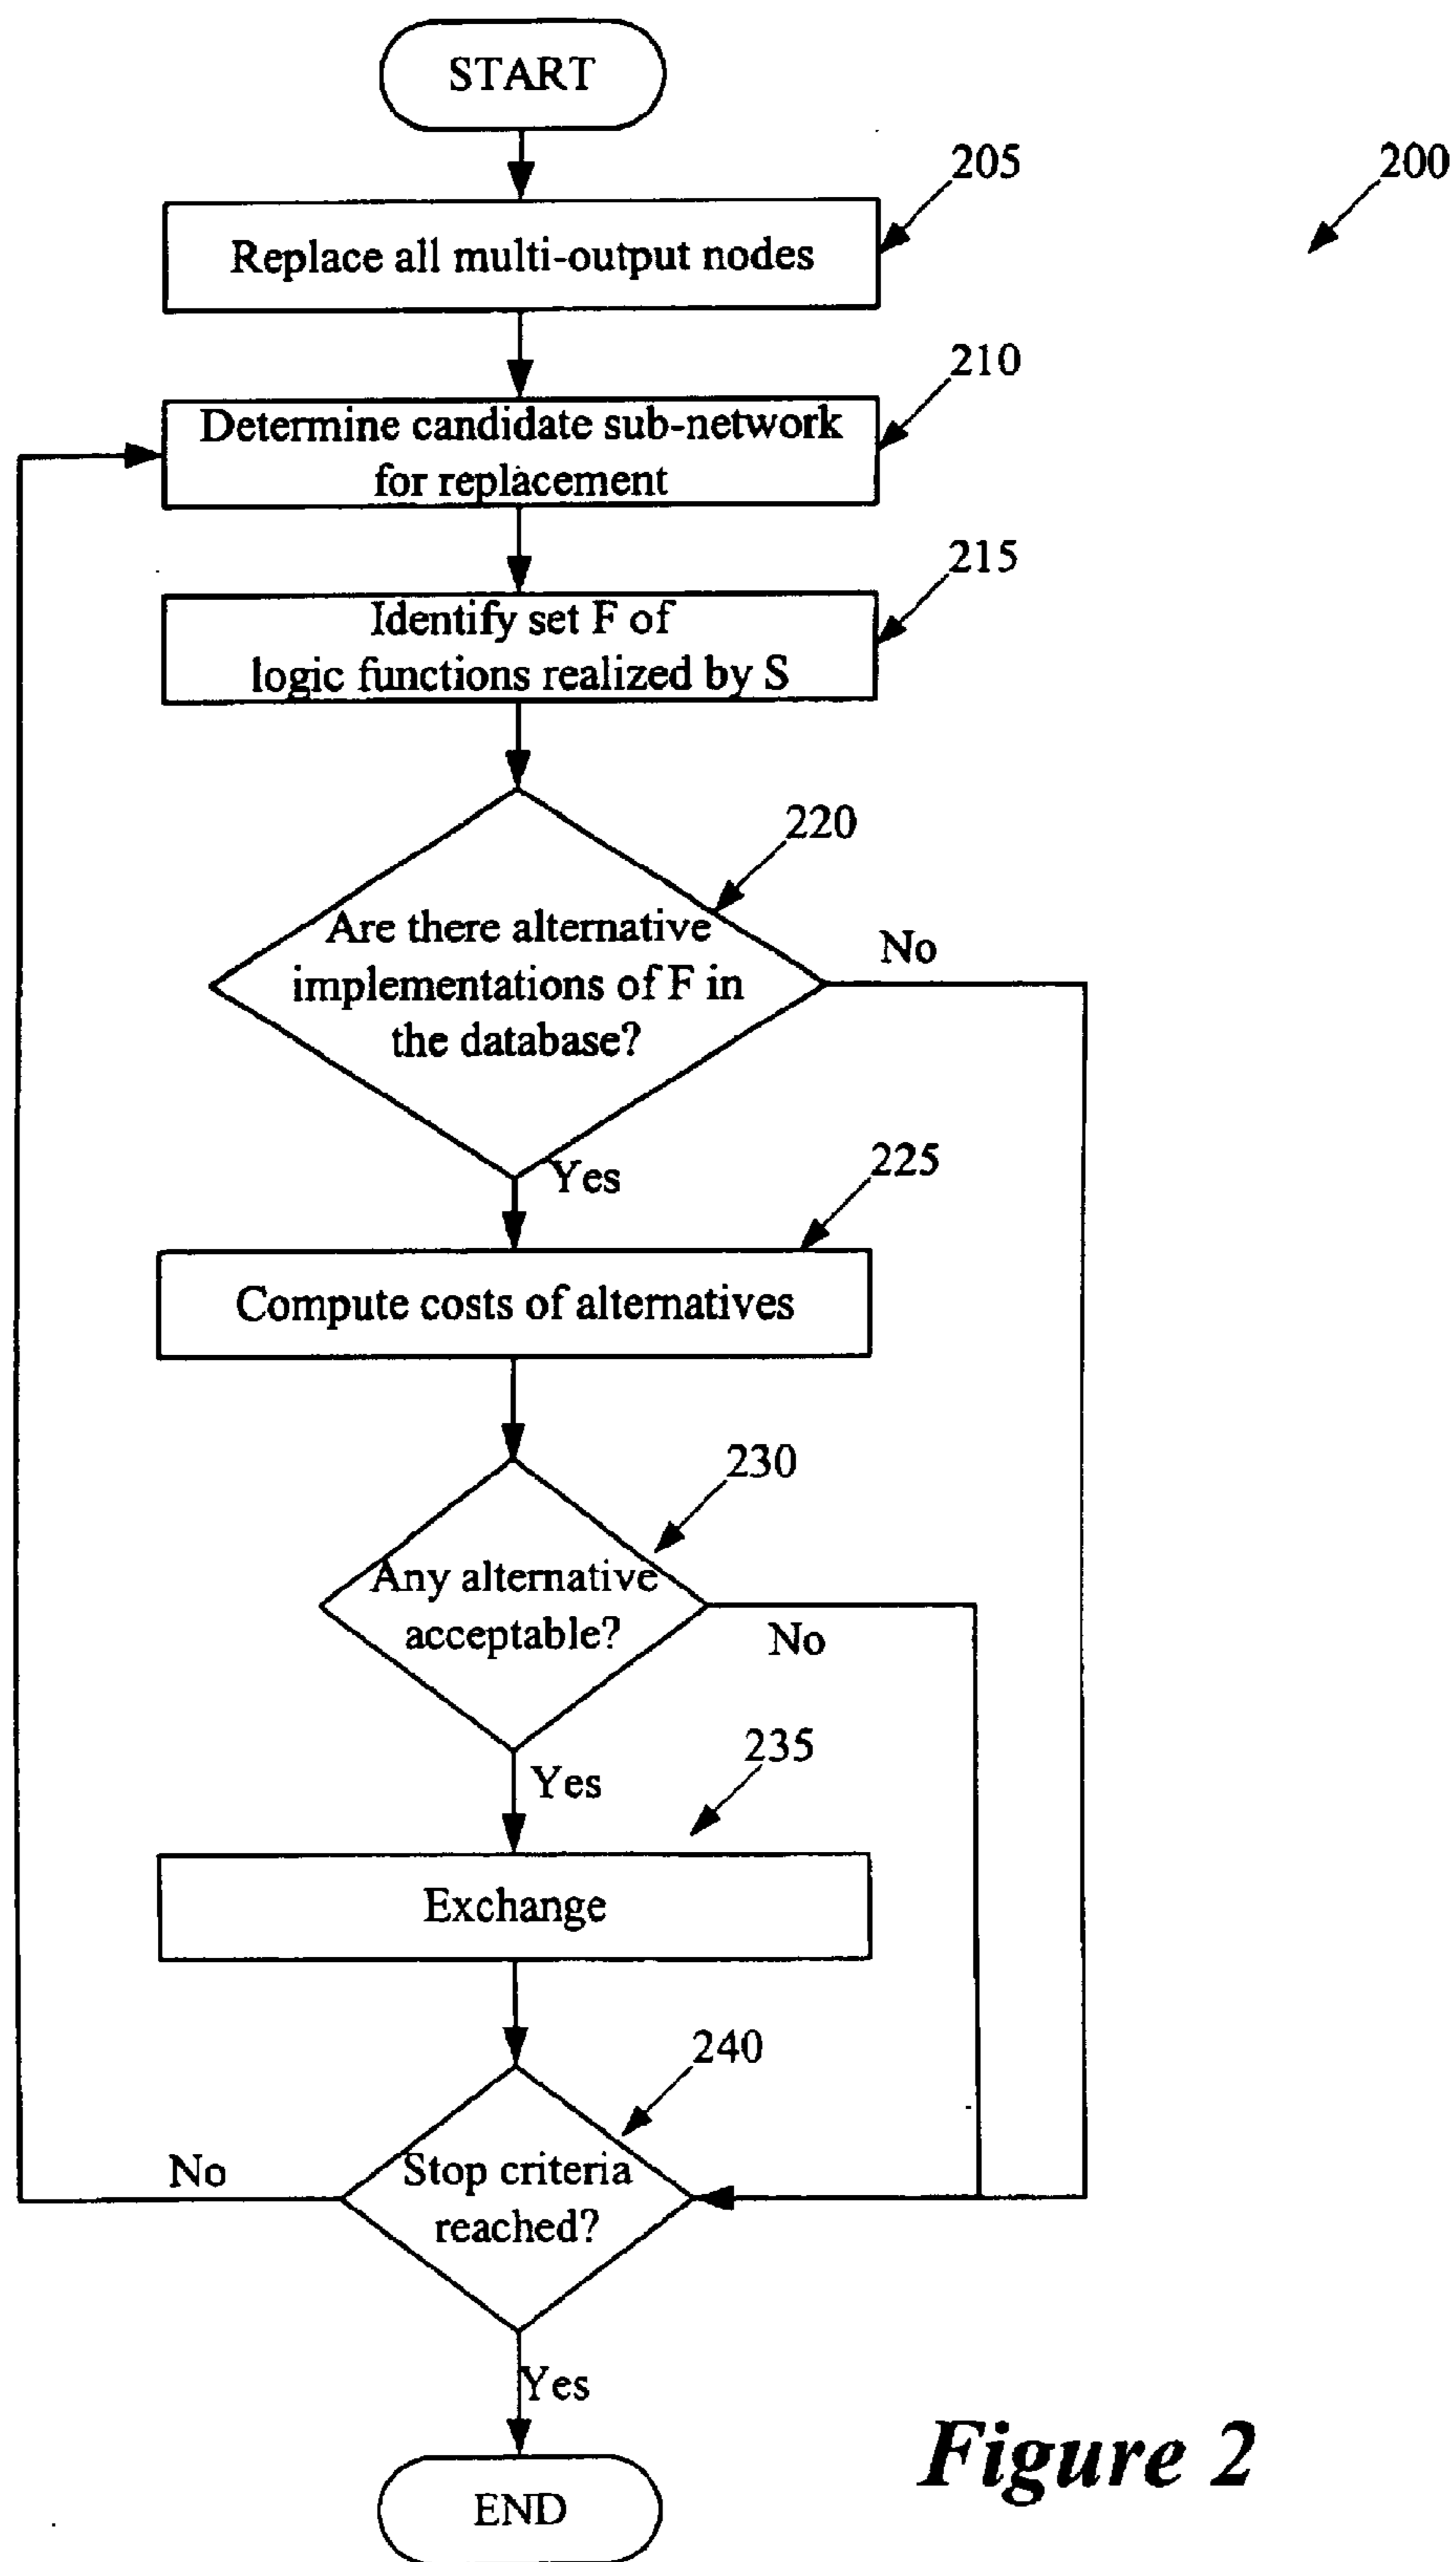 START
205
200
Replace all multi-output nodes
210
Determine candidate sub-network
for replacement
215
Identify set F of
logic functions realized by S
220
Are there alternative
implementations of F in
the database?
No
Yes
225
Compute costs of alternatives
230
Any alternative
acceptable?
No
Yes
235
Exchange
240
Stop criteria
reached?
No
Yes
END
Figure 2